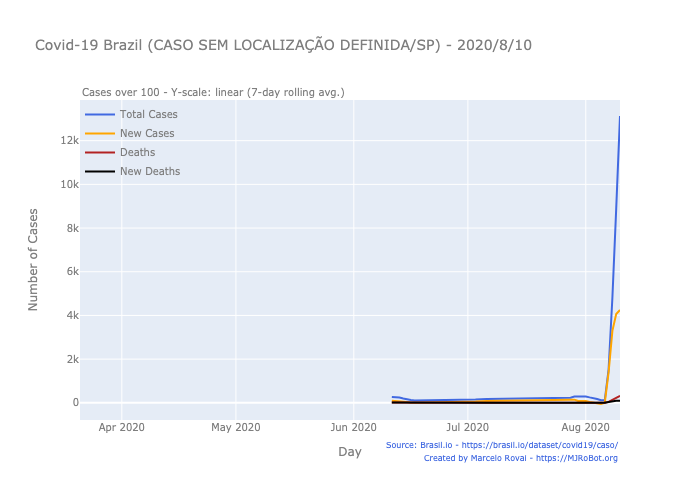 Covid-19 Brazil (CASO SEM LOCALIZAÇÃO DEFINIDA/SP) - 2020/8/10
Cases over 100 - Y-scale: linear (7-day rolling avg.)
Total Cases
New Cases
Deaths
New Deaths
12k
10k
8k
6k
4k
2k
0
Number of Cases
Apr 2020
May 2020
Jun 2020
Jul 2020
Aug 2020
Day
Source: Brasil.io - https://brasil.io/dataset/covid19/caso/
Created by Marcelo Rovai - https://MJRoBot.org